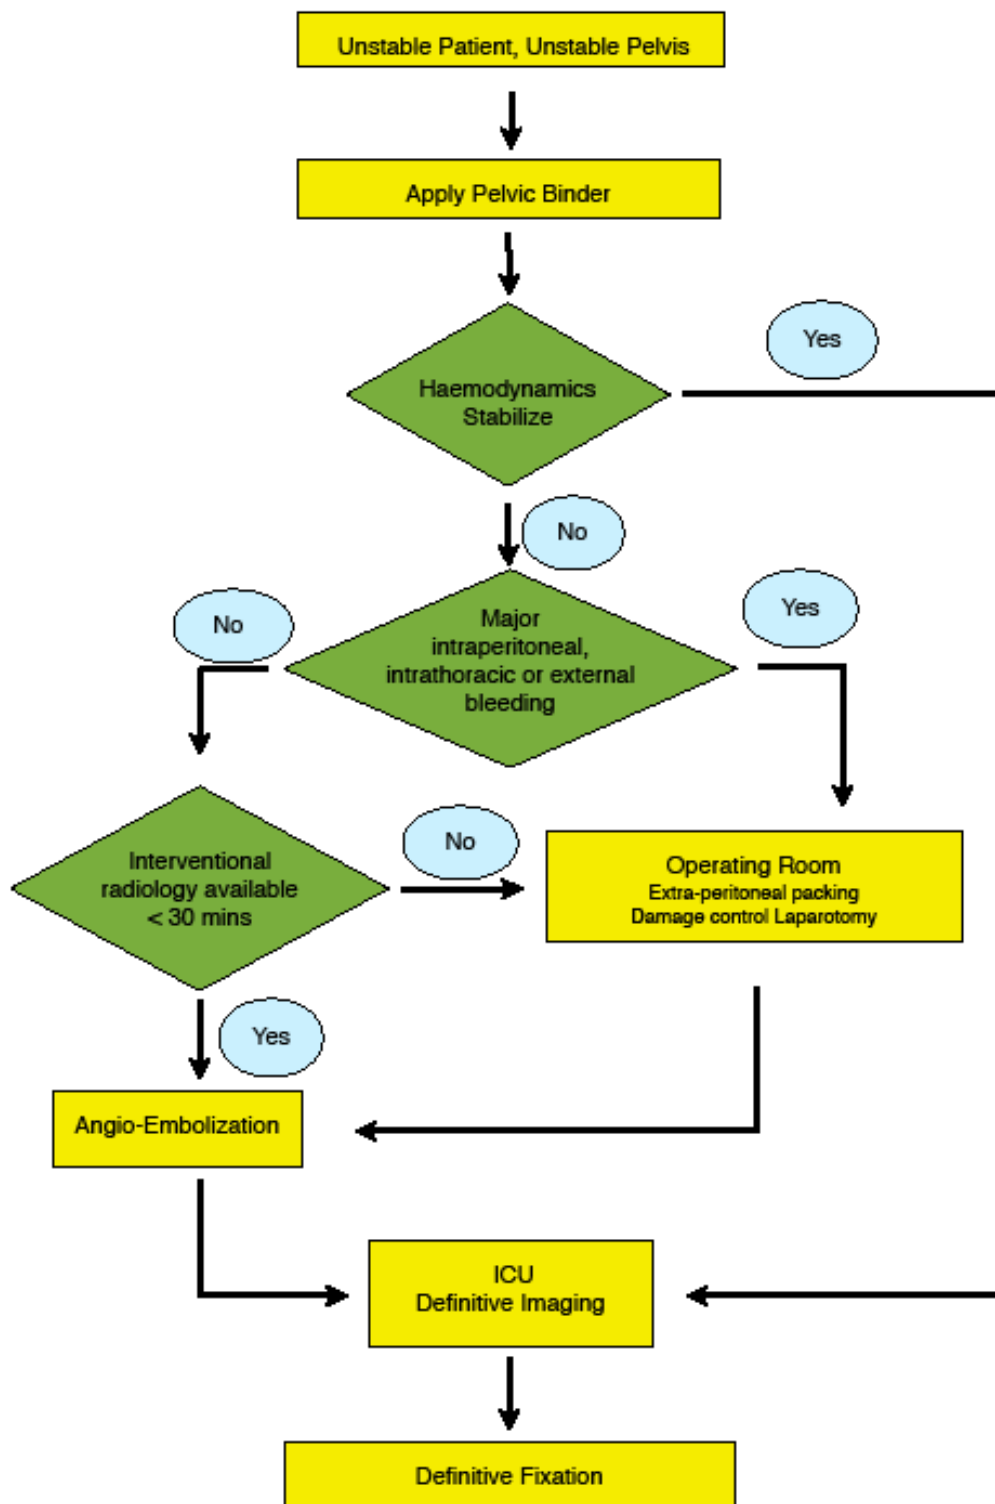 Unstable Patient, Unstable Pelvis
Apply Pelvic Binder
Yes
Haemodynamics
Stabilize
No
No
Yes
Major
intraperitoneal,
intrathoracic or external
bleeding
No
Interventional
radiology available
< 30 mins
Operating Room
Extra-peritoneal packing
Damage control Laparotomy
Yes
Angio-Embolization
ICU
Definitive Imaging
Definitive Fixation